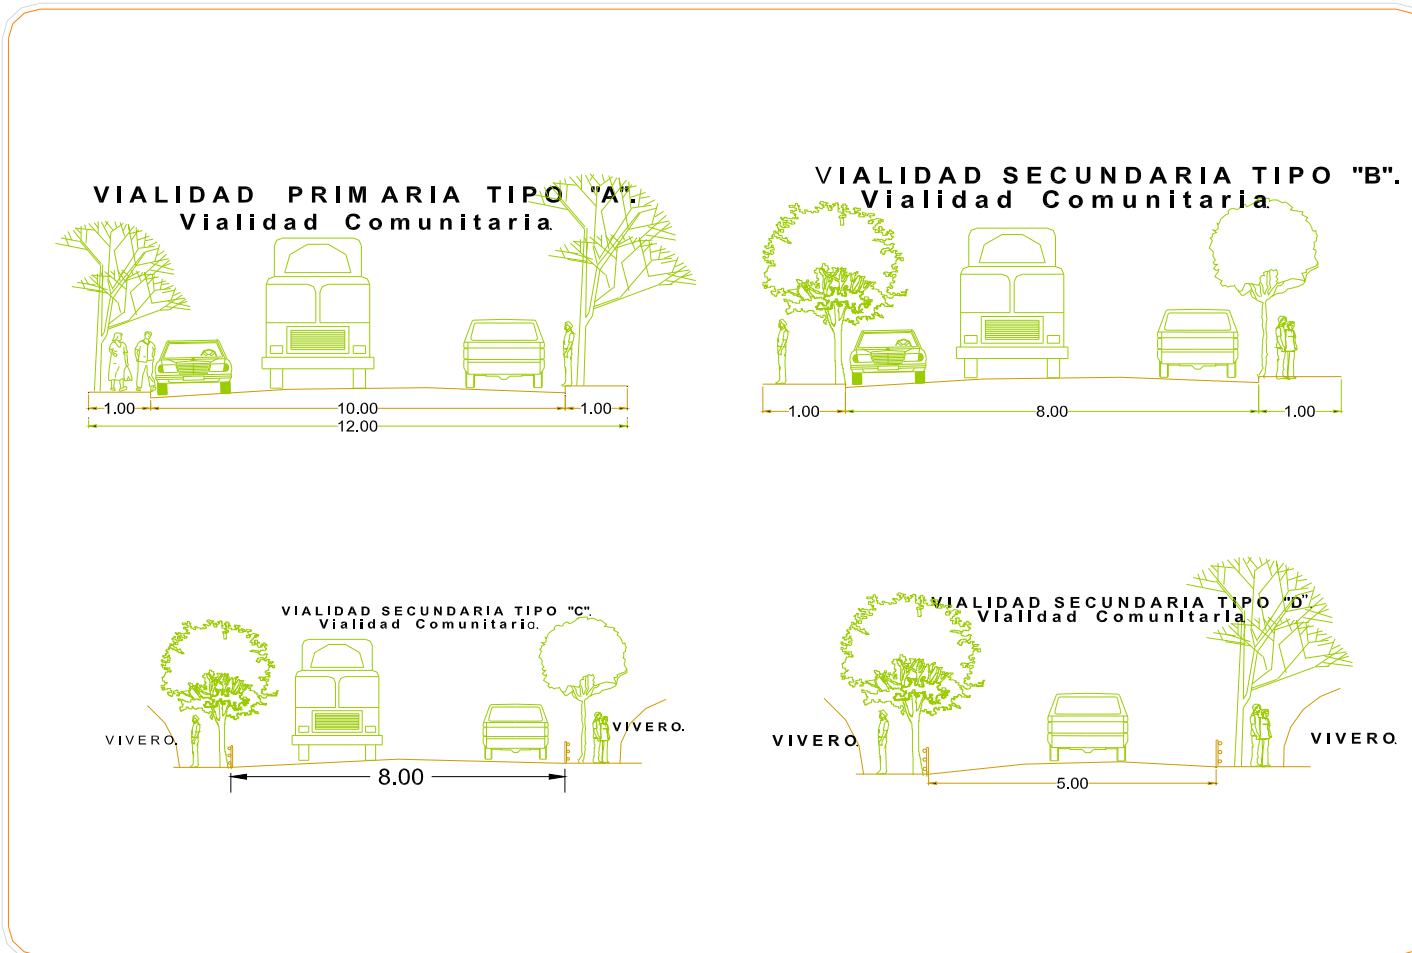 VIALIDAD PRIMARIA TIPO "A".
Vialidad Comunitaria.
1.00 10.00 1.00
12.00
VIALIDAD SECUNDARIA TIPO "B".
Vialidad Comunitaria.
1.00 8.00 1.00
VIALIDAD SECUNDARIA TIPO "C".
Vialidad Comunitaria.
VIVERO. VIVERO.
8.00
VIALIDAD SECUNDARIA TIPO "D".
Vialidad Comunitaria
VIVERO. VIVERO.
5.00